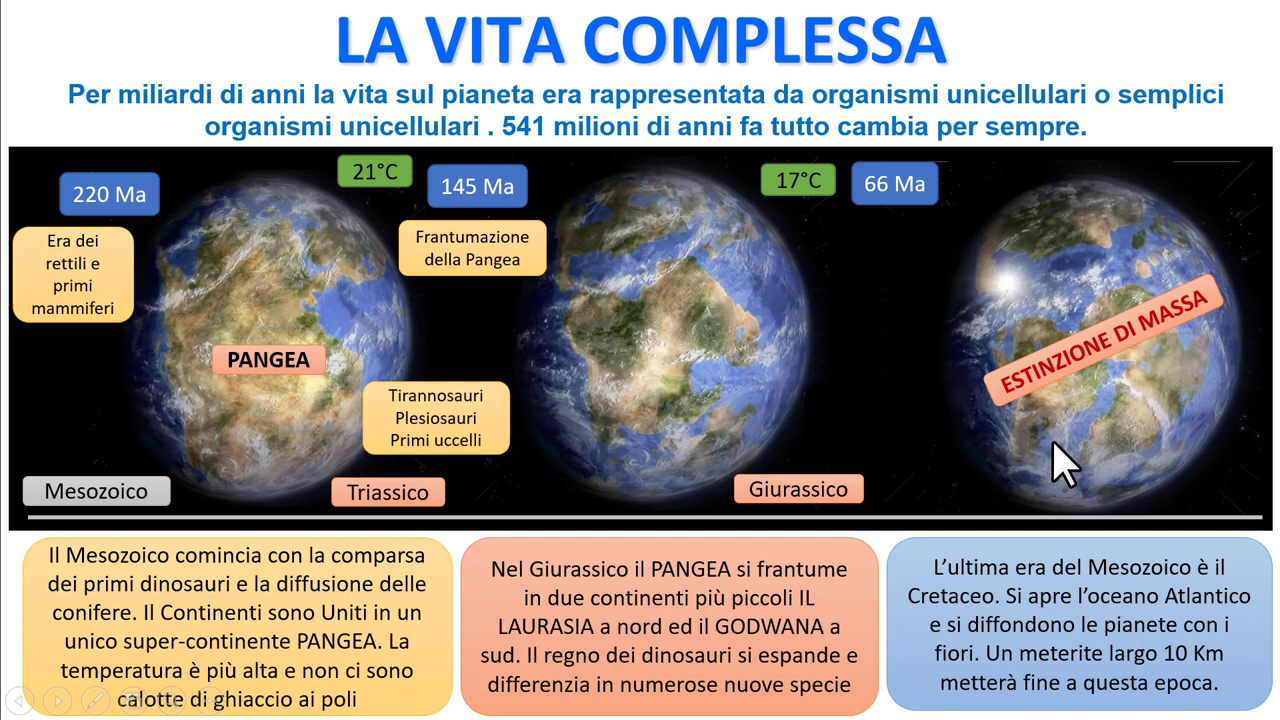 LA VITA COMPLESSA
Per miliardi di anni la vita sul pianeta era rappresentata da organismi unicellulari o semplici
organismi unicellulari . 541 milioni di anni fa tutto cambia per sempre.
220 Ma
21°C
145 Ma
17°C
66 Ma
Era dei
rettili e
primi
mammiferi
Frantumazione
della Pangea
PANGEA
ESTINZIONE DI MASSA
Tirannosauri
Plesiosauri
Primi uccelli
Mesozoico
Triassico
Giurassico
Il Mesozoico comincia con la comparsa
dei primi dinosauri e la diffusione delle
conifere. Il Continenti sono Uniti in un
unico super-continente PANGEA. La
temperatura è più alta e non ci sono
calotte di ghiaccio ai poli
Nel Giurassico il PANGEA si frantume
in due continenti più piccoli IL
LAURASIA a nord ed il GODWANA a
sud. Il regno dei dinosauri si espande e
differenzia in numerose nuove specie
L’ultima era del Mesozoico è il
Cretaceo. Si apre l’oceano Atlantico
e si diffondono le pianete con i
fiori. Un meterite largo 10 Km
metterà fine a questa epoca.